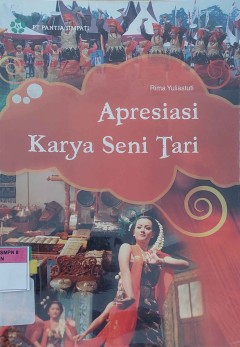 PT PANTJA SIMPATI
Rima Yuliastuti
Apresiasi
Karya Seni Tari